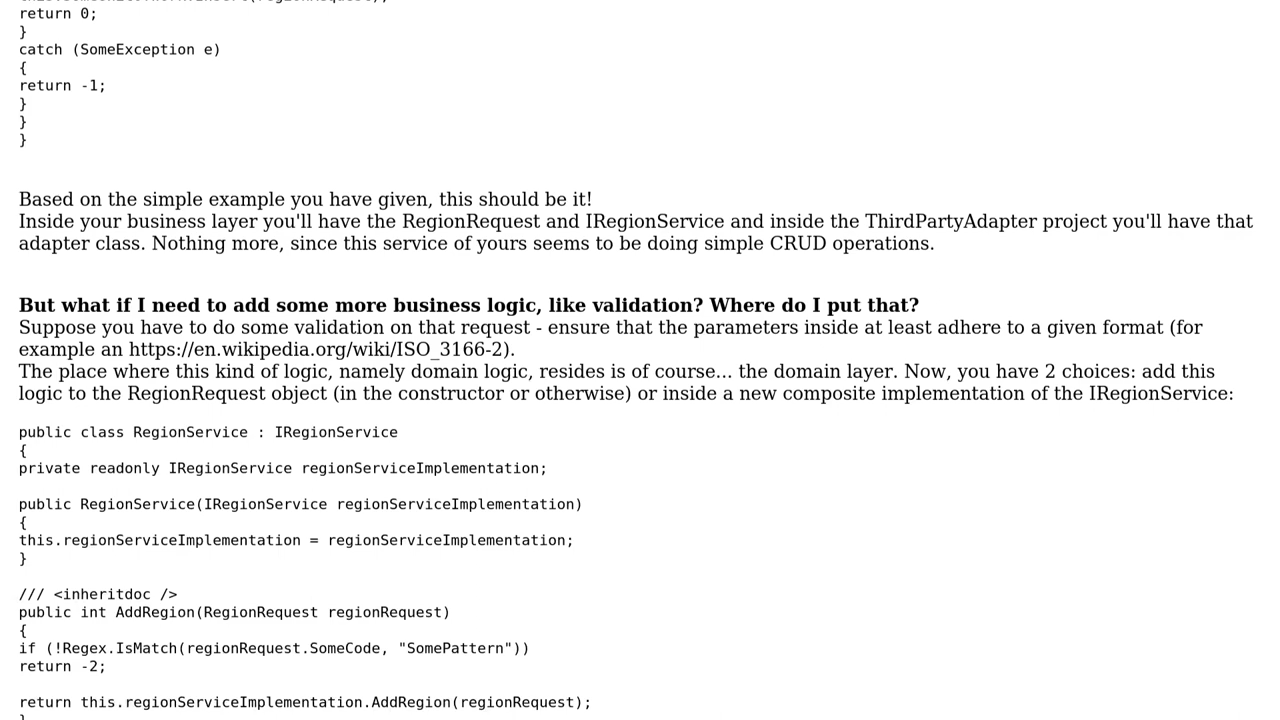 return 0;
}
catch (SomeException e)
{
return -1;
}
}
}
Based on the simple example you have given, this should be it!
Inside your business layer you'll have the RegionRequest and IRegionService and inside the ThirdPartyAdapter project you'll have that
adapter class. Nothing more, since this service of yours seems to be doing simple CRUD operations.
But what if I need to add some more business logic, like validation? Where do I put that?
Suppose you have to do some validation on that request - ensure that the parameters inside at least adhere to a given format (for
example an https://en.wikipedia.org/wiki/ISO_3166-2).
The place where this kind of logic, namely domain logic, resides is of course... the domain layer. Now, you have 2 choices: add this
logic to the RegionRequest object (in the constructor or otherwise) or inside a new composite implementation of the IRegionService:
public class RegionService : IRegionService
{
private readonly IRegionService regionServiceImplementation;
public RegionService(IRegionService regionServiceImplementation)
{
this.regionServiceImplementation = regionServiceImplementation;
}
/// <inheritdoc />
public int AddRegion(RegionRequest regionRequest)
{
if (!Regex.IsMatch(regionRequest.SomeCode, "SomePattern"))
return -2;
return this.regionServiceImplementation.AddRegion(regionRequest);
}